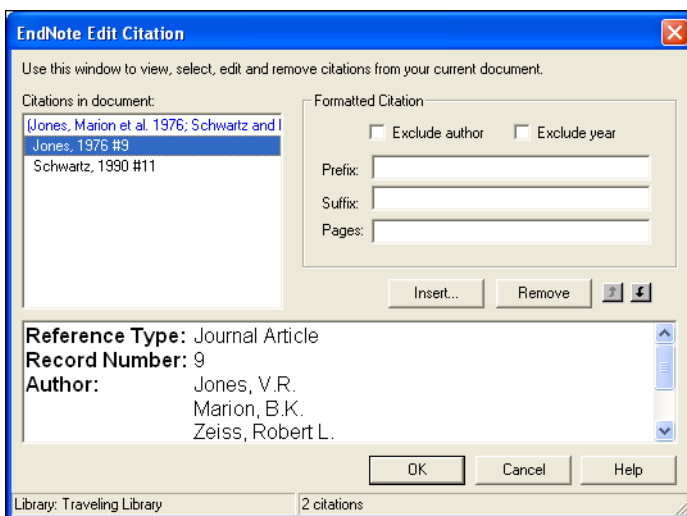 EndNote Edit Citation
Use this window to view, select, edit and remove citations from your current document.
Citations in document:
(Jones, Marion et al. 1976; Schwartz and
Jones, 1976 #9
Schwartz, 1990 #11
Formatted Citation
Exclude author Exclude year
Prefix:
Suffix:
Pages:
Insert... Remove
Reference Type: Journal Article
Record Number: 9
Author: Jones, V.R.
Marion, B.K.
Zeiss, Robert L.
OK Cancel Help
Library: Traveling Library 2 citations